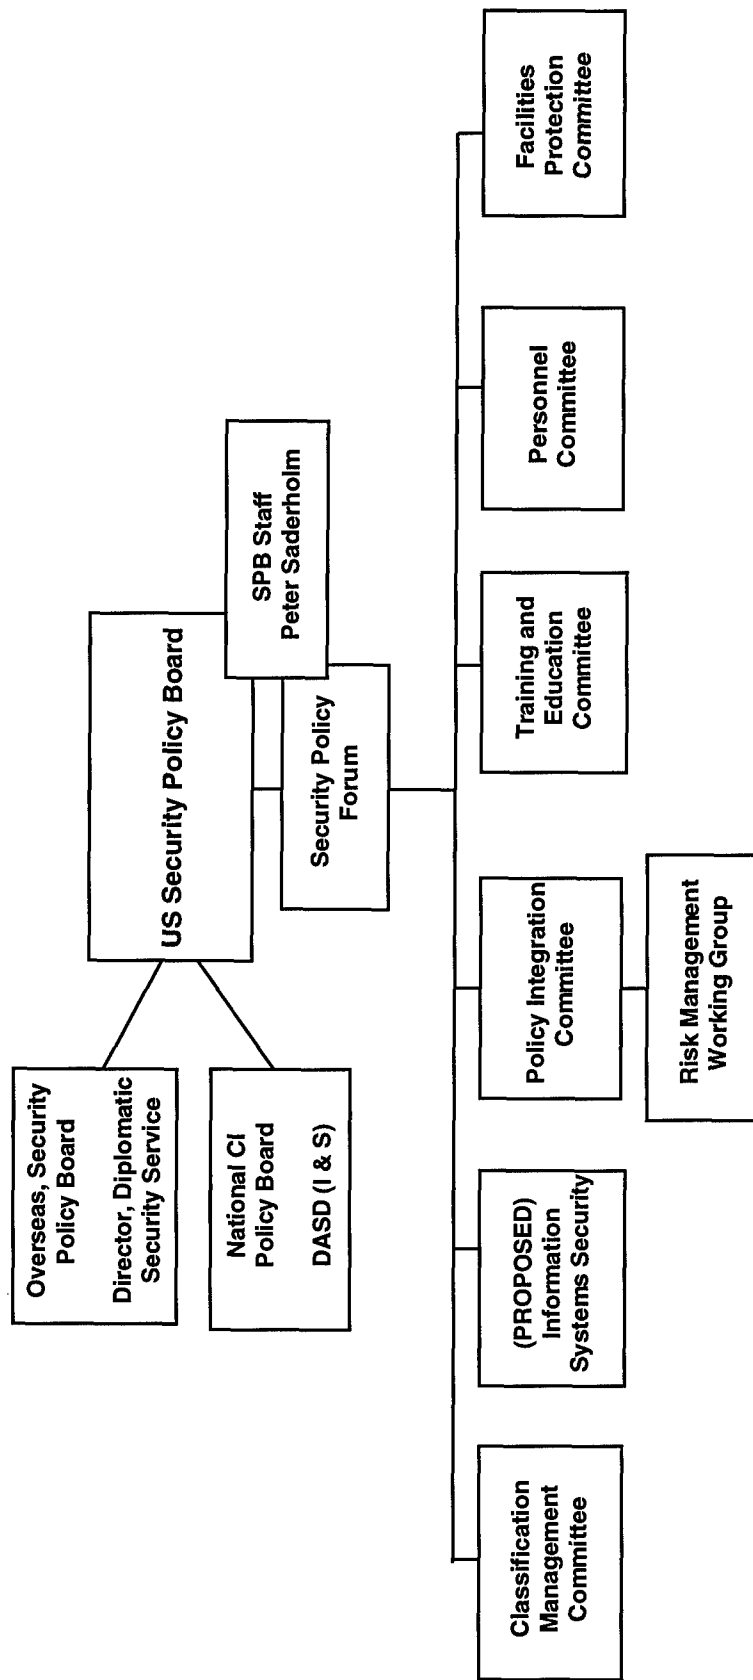 Overseas, Security
Policy Board
Director, Diplomatic
Security Service
National CI
Policy Board
DASD (I & S)
US Security Policy Board
SPB Staff
Peter Saderholm
Security Policy
Forum
Classification
Management
Committee
(PROPOSED)
Information
Systems Security
Policy Integration
Committee
Risk Management
Working Group
Training and
Education
Committee
Personnel
Committee
Facilities
Protection
Committee